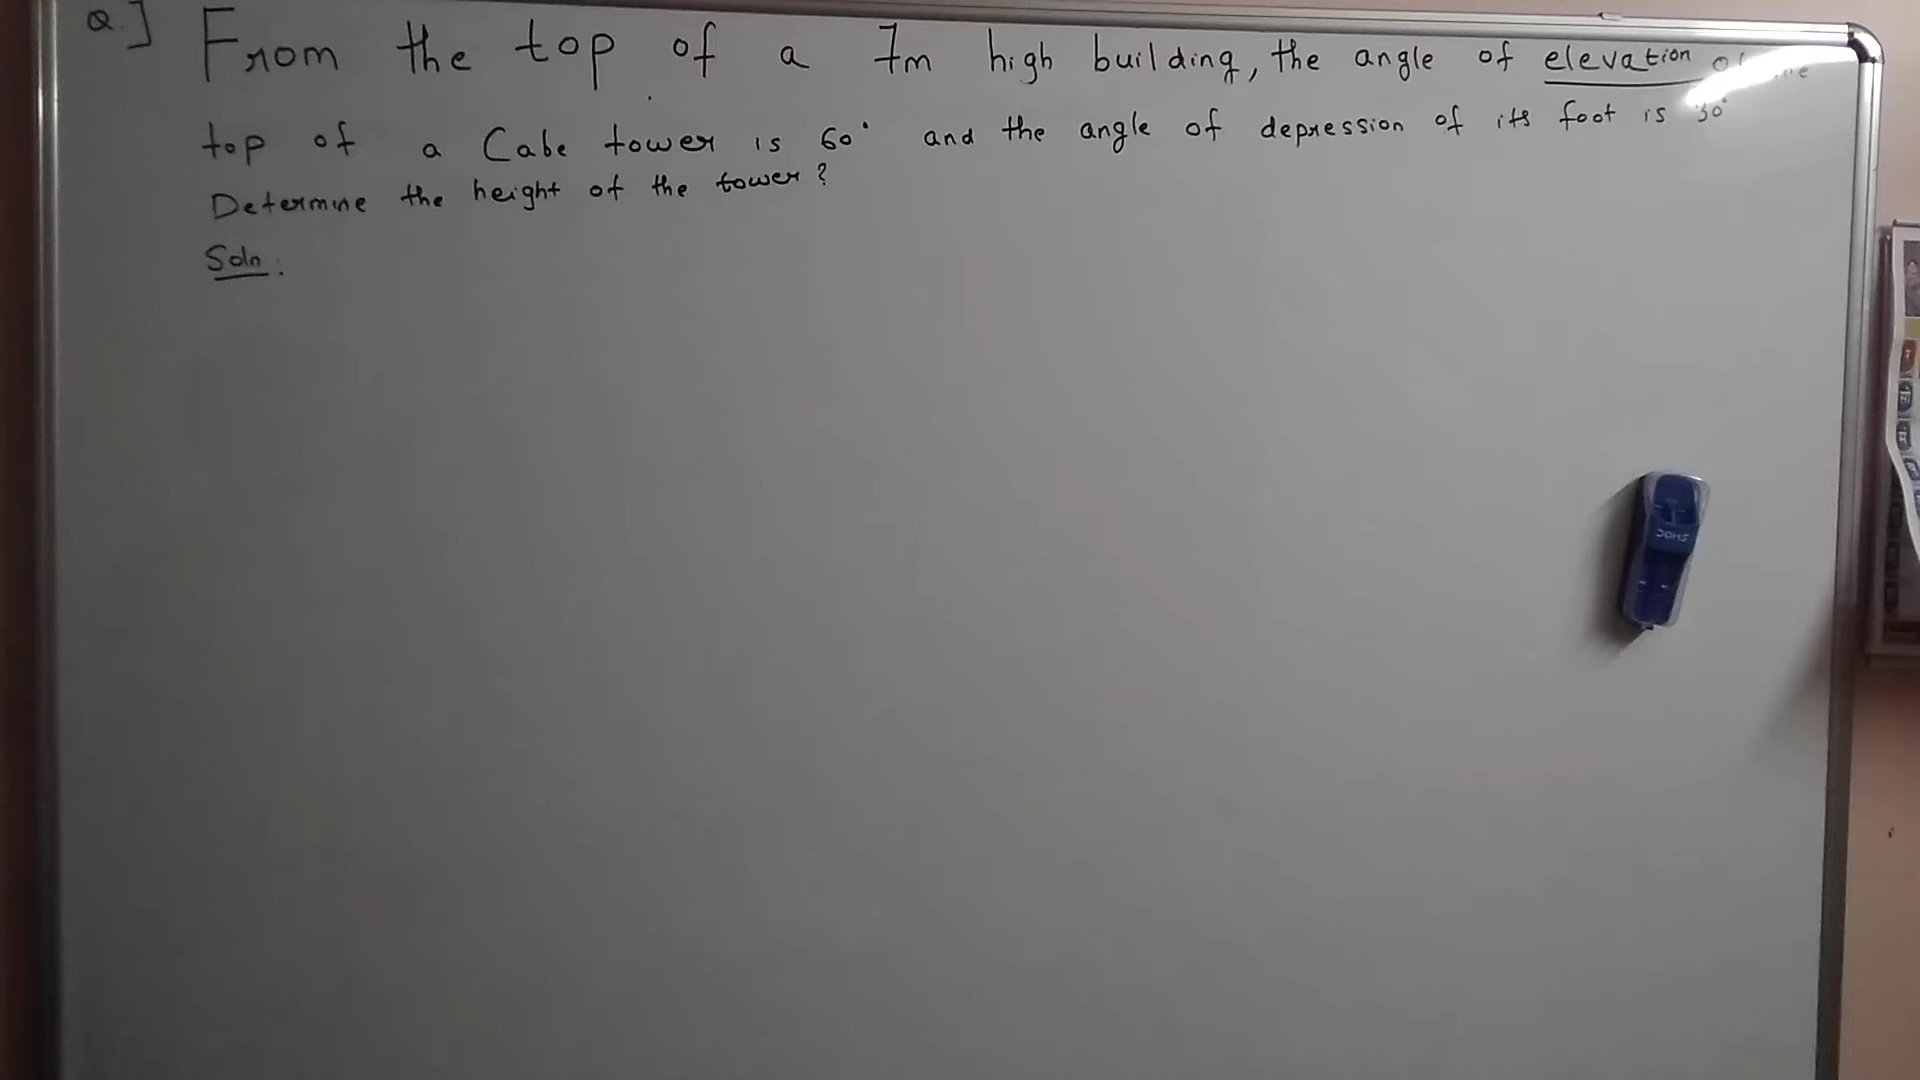 Q.] From the top of a 7m high building, the angle of elevation
top of a Cabe tower is 60° and the angle of depression of its foot is 30°
Determine the height of the tower?
Soln:
DOMS